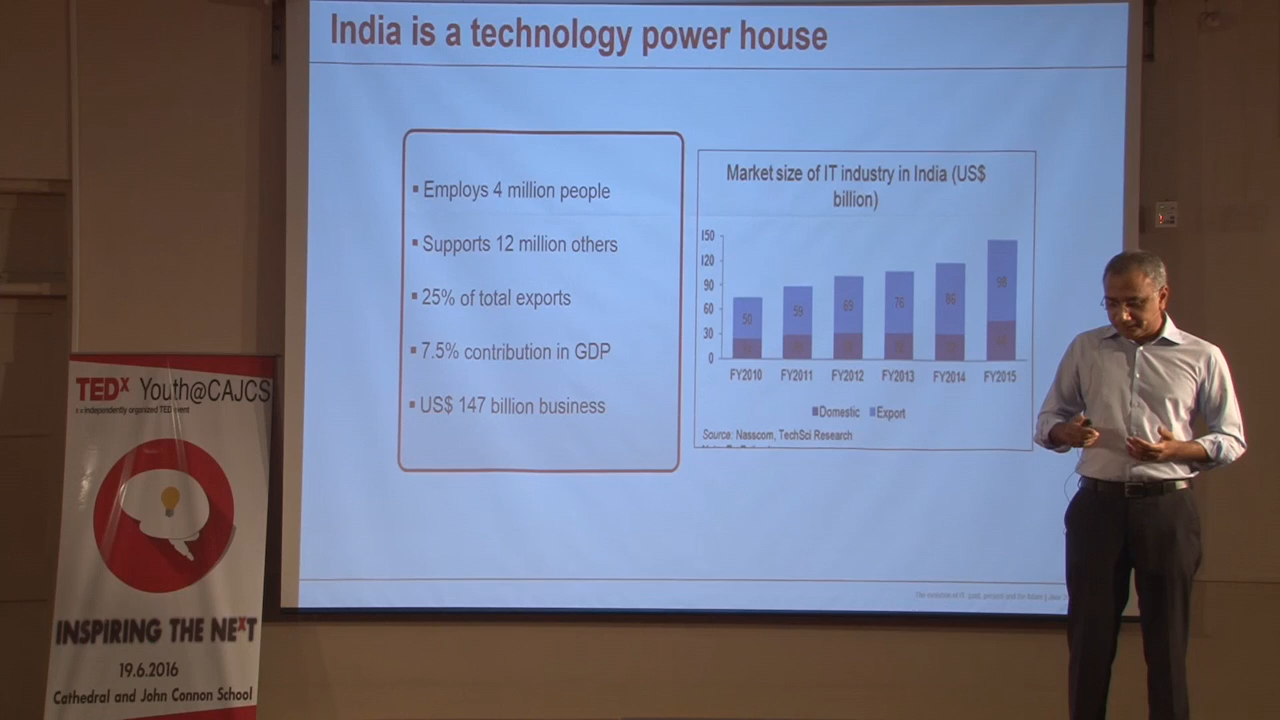 India is a technology power house
▪ Employs 4 million people
▪ Supports 12 million others
▪ 25% of total exports
▪ 7.5% contribution in GDP
▪ US$ 147 billion business
Market size of IT industry in India (US$
billion)
150
120
90
60
30
0
50
59
69
76
86
98
FY2010
FY2011
FY2012
FY2013
FY2014
FY2015
Domestic
Export
Source: Nasscom, TechSci Research
TEDx Youth@CAJCS
x = independently organized TED event
INSPIRING THE NEXT
19.6.2016
Cathedral and John Connon School